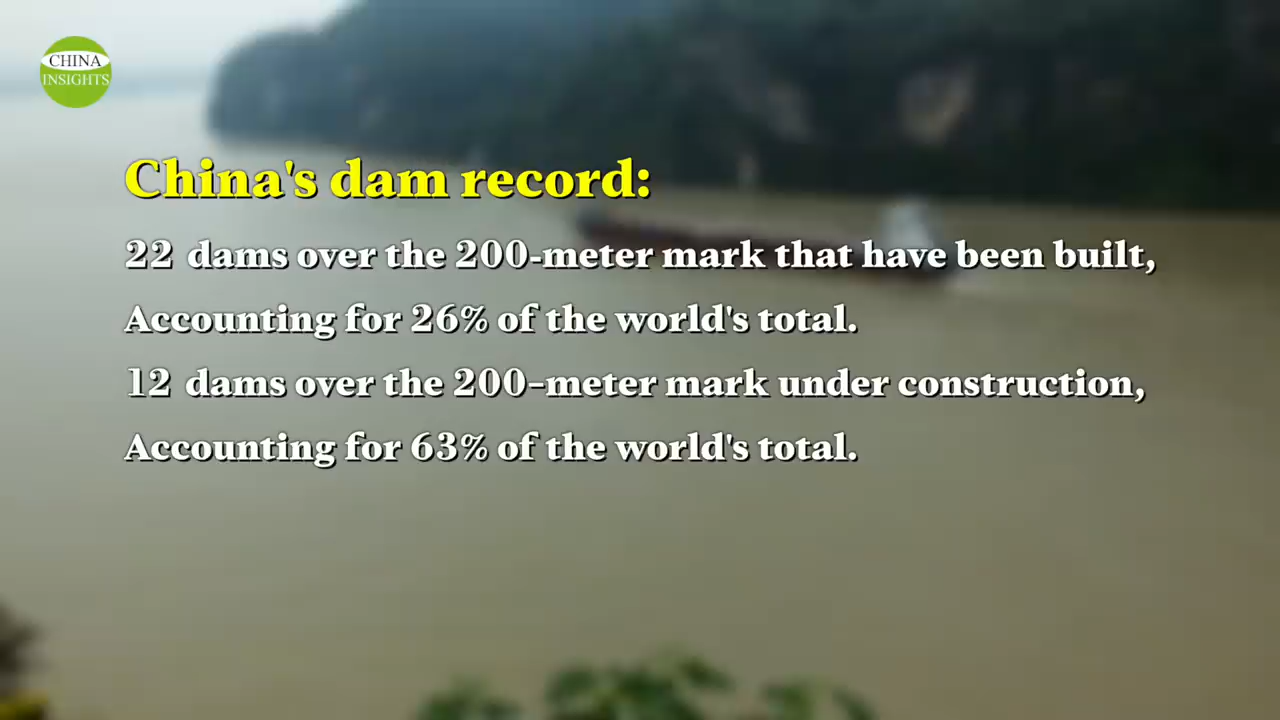 CHINA
INSIGHTS
China's dam record:
22 dams over the 200-meter mark that have been built,
Accounting for 26% of the world's total.
12 dams over the 200-meter mark under construction,
Accounting for 63% of the world's total.